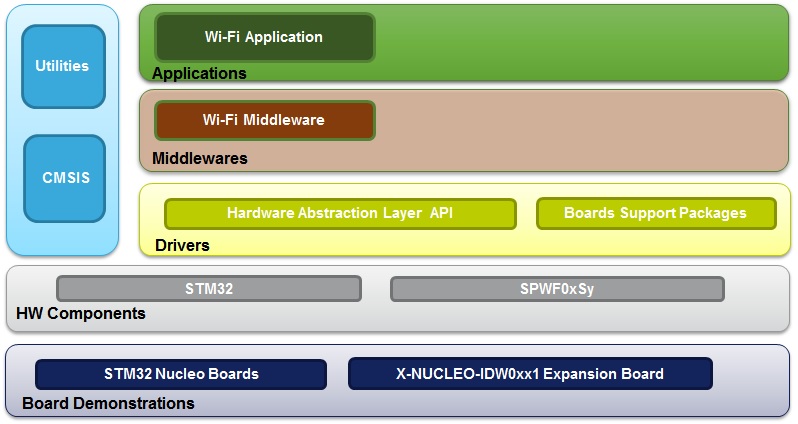 Utilities
CMSIS
Wi-Fi Application
Applications
Wi-Fi Middleware
Middlewares
Hardware Abstraction Layer API
Boards Support Packages
Drivers
STM32
SPWF0xSy
HW Components
STM32 Nucleo Boards
X-NUCLEO-IDW0xx1 Expansion Board
Board Demonstrations